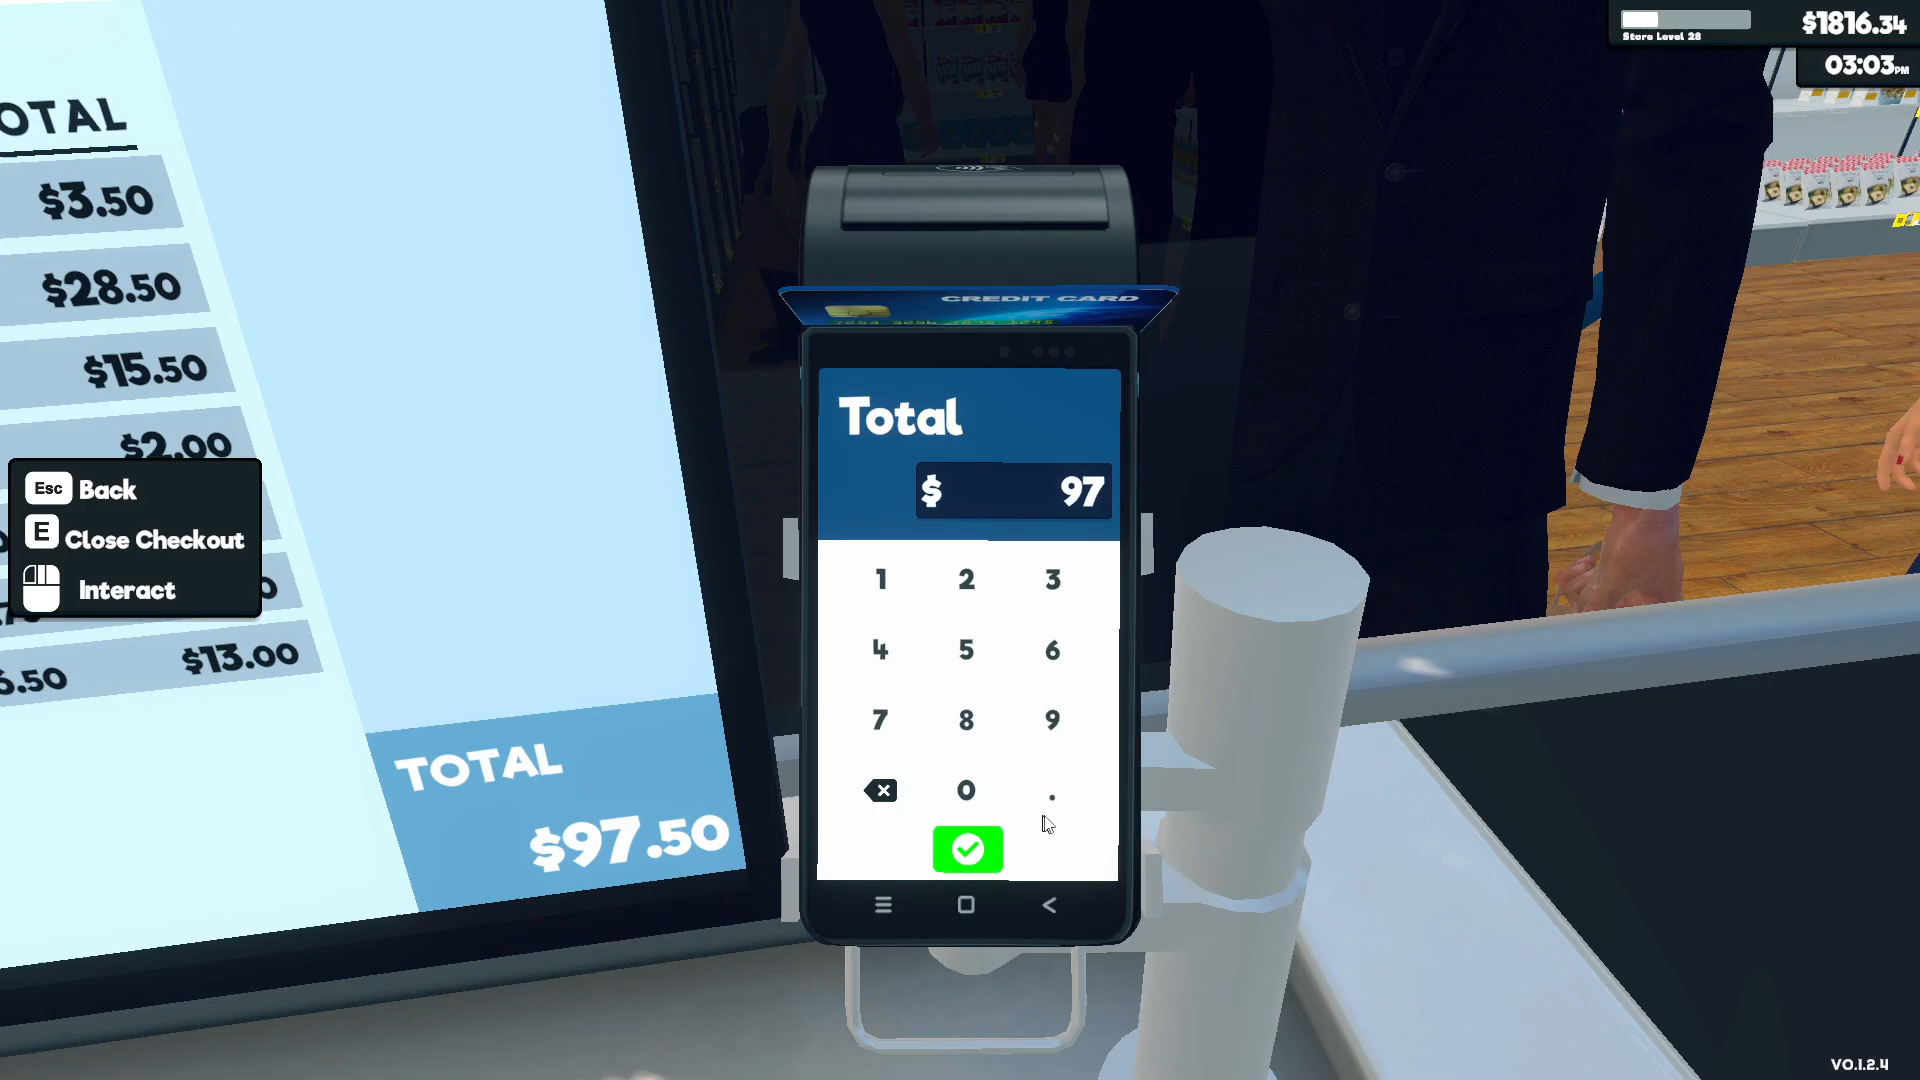 $1816.34
Store Level 28
03:03PM
OTAL
$3.50
$28.50
$15.50
$2.00
Esc Back
E Close Checkout
Interact
6.50 $13.00
TOTAL
$97.50
CREDIT CARD
Total
$ 97
1 2 3
4 5 6
7 8 9
0 .
V0.1.2.4